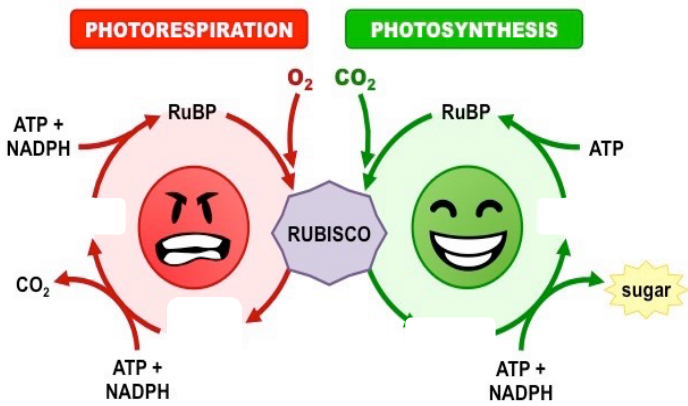 PHOTORESPIRATION
PHOTOSYNTHESIS
O₂
CO₂
RuBP
RuBP
ATP +
NADPH
ATP
RUBISCO
CO₂
sugar
ATP +
NADPH
ATP +
NADPH